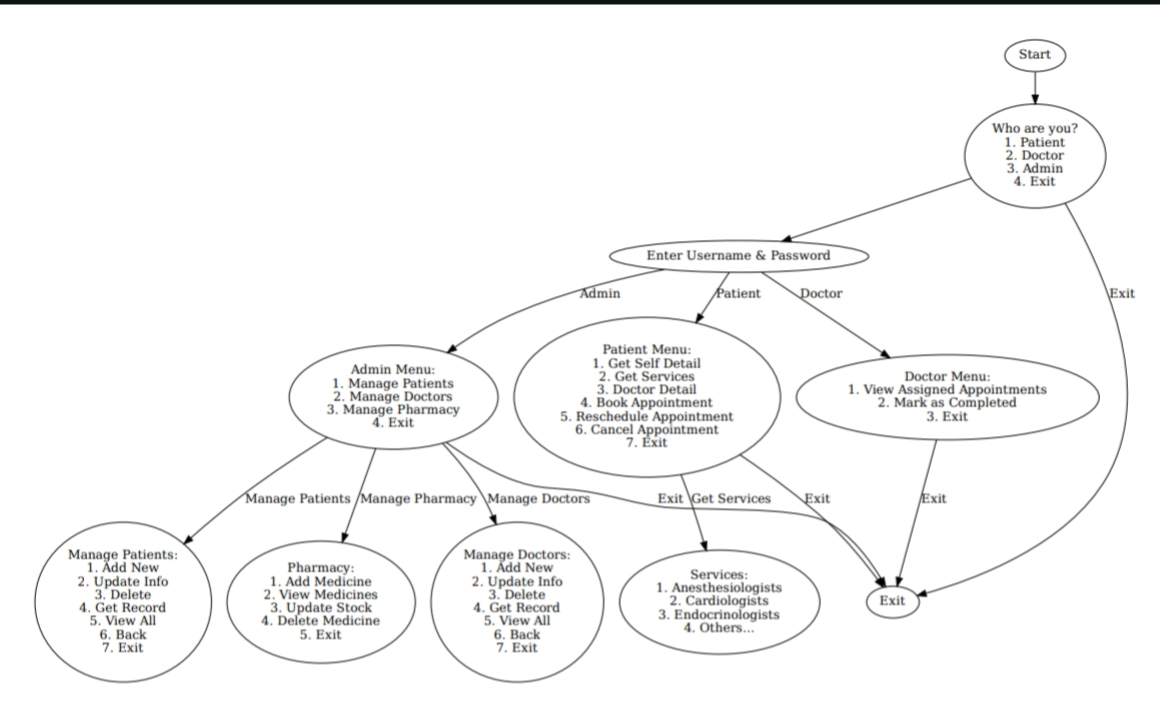 Start
Who are you?
1. Patient
2. Doctor
3. Admin
4. Exit
Enter Username & Password
Admin
Patient
Doctor
Exit
Admin Menu:
1. Manage Patients
2. Manage Doctors
3. Manage Pharmacy
4. Exit
Patient Menu:
1. Get Self Detail
2. Get Services
3. Doctor Detail
4. Book Appointment
5. Reschedule Appointment
6. Cancel Appointment
7. Exit
Doctor Menu:
1. View Assigned Appointments
2. Mark as Completed
3. Exit
Manage Patients
Manage Pharmacy
Manage Doctors
Exit
Get Services
Exit
Exit
Manage Patients:
1. Add New
2. Update Info
3. Delete
4. Get Record
5. View All
6. Back
7. Exit
Pharmacy:
1. Add Medicine
2. View Medicines
3. Update Stock
4. Delete Medicine
5. Exit
Manage Doctors:
1. Add New
2. Update Info
3. Delete
4. Get Record
5. View All
6. Back
7. Exit
Services:
1. Anesthesiologists
2. Cardiologists
3. Endocrinologists
4. Others...
Exit